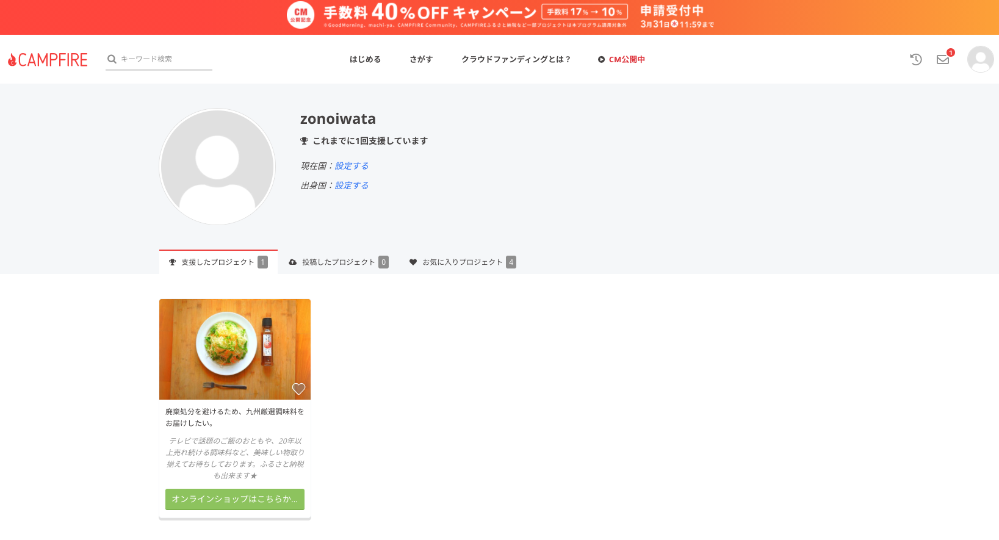 CM
公開記念
手数料 40%OFF キャンペーン
手数料 17% → 10%
※GoodMorning、machi-ya、CAMPFIRE Community、CAMPFIREふるさと納税など一部プロジェクトは本プログラム適用対象外
申請受付中
3月31日水 11:59まで
CAMPFIRE
キーワード検索
はじめる
さがす
クラウドファンディングとは？
CM公開中
1
zonoiwata
これまでに1回支援しています
現在国：設定する
出身国：設定する
支援したプロジェクト 1
投稿したプロジェクト 0
お気に入りプロジェクト 4
廃棄処分を避けるため、九州厳選調味料を
お届けしたい。
テレビで話題のご飯のおともや、20年以
上売れ続ける調味料など、美味しい物取り
揃えてお待ちしております。ふるさと納税
も出来ます★
オンラインショップはこちらか...